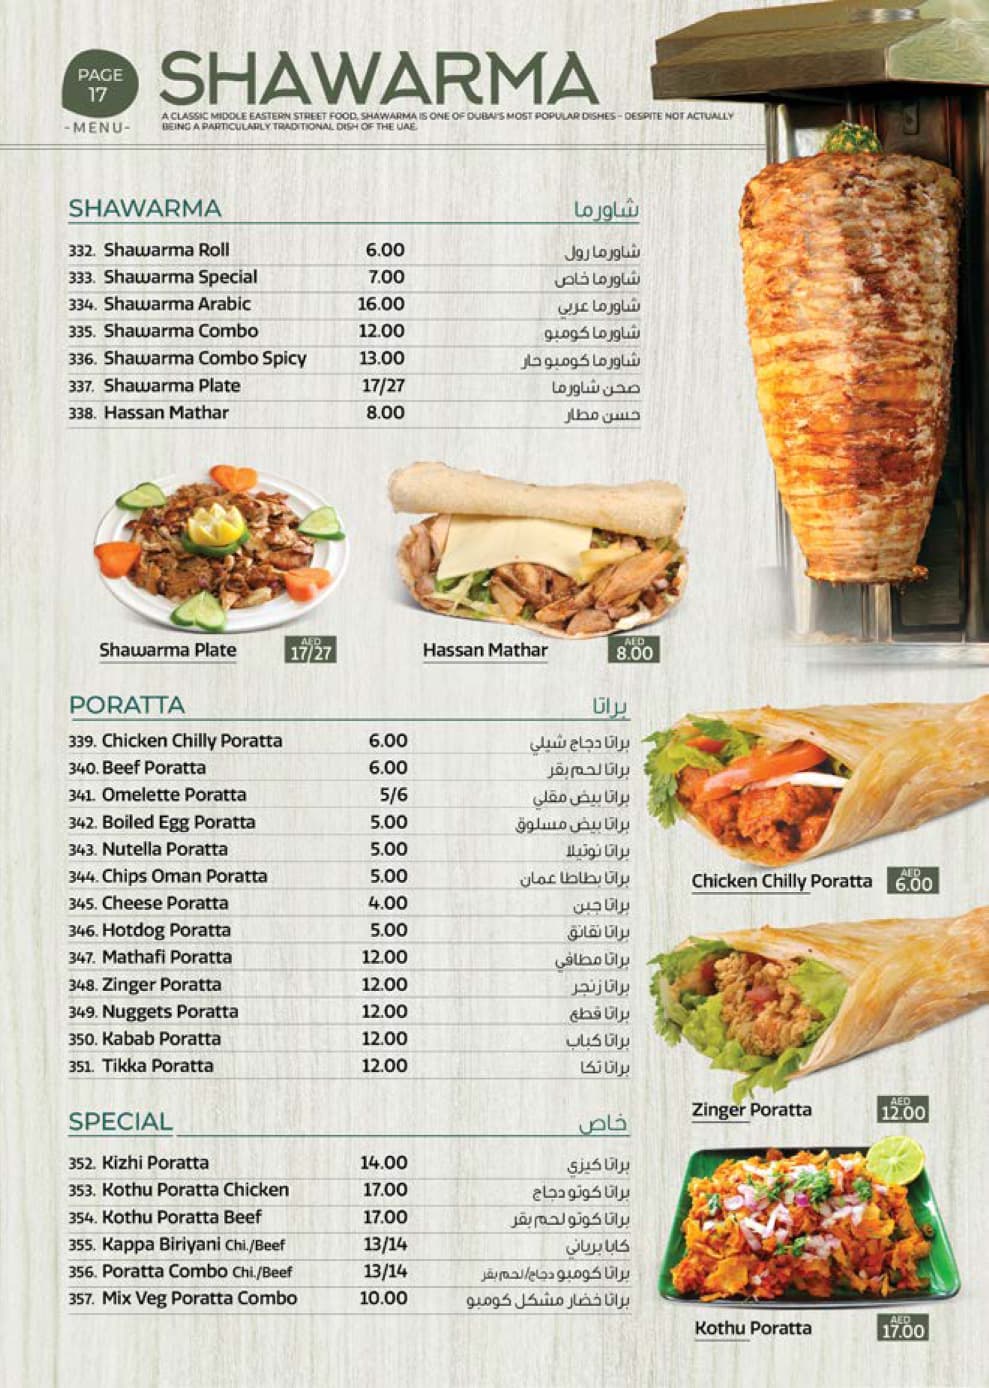 PAGE
17
-MENU-
SHAWARMA
A CLASSIC MIDDLE EASTERN STREET FOOD, SHAWARMA IS ONE OF DUBAI'S MOST POPULAR DISHES – DESPITE NOT ACTUALLY
BEING A PARTICULARLY TRADITIONAL DISH OF THE UAE.
SHAWARMA شاورما
332. Shawarma Roll 6.00 شاورما رول
333. Shawarma Special 7.00 شاورما خاص
334. Shawarma Arabic 16.00 شاورما عربي
335. Shawarma Combo 12.00 شاورما كومبو
336. Shawarma Combo Spicy 13.00 شاورما كومبو حار
337. Shawarma Plate 17/27 صحن شاورما
338. Hassan Mathar 8.00 حسن مطار
Shawarma Plate AED 17/27
Hassan Mathar AED 8.00
PORATTA براتا
339. Chicken Chilly Poratta 6.00 براتا دجاج شيلي
340. Beef Poratta 6.00 براتا لحم بقر
341. Omelette Poratta 5/6 براتا بيض مقلي
342. Boiled Egg Poratta 5.00 براتا بيض مسلوق
343. Nutella Poratta 5.00 براتا نوتيلا
344. Chips Oman Poratta 5.00 براتا بطاطا عمان
345. Cheese Poratta 4.00 براتا جبن
346. Hotdog Poratta 5.00 براتا نقانق
347. Mathafi Poratta 12.00 براتا مطافي
348. Zinger Poratta 12.00 براتا زنجر
349. Nuggets Poratta 12.00 براتا قطع
350. Kabab Poratta 12.00 براتا كباب
351. Tikka Poratta 12.00 براتا تكا
Chicken Chilly Poratta AED 6.00
Zinger Poratta AED 12.00
SPECIAL خاص
352. Kizhi Poratta 14.00 براتا كيزي
353. Kothu Poratta Chicken 17.00 براتا كوتو دجاج
354. Kothu Poratta Beef 17.00 براتا كوتو لحم بقر
355. Kappa Biriyani Chi./Beef 13/14 كابا برياني
356. Poratta Combo Chi./Beef 13/14 براتا كومبو دجاج/لحم بقر
357. Mix Veg Poratta Combo 10.00 براتا خضار مشكل كومبو
Kothu Poratta AED 17.00